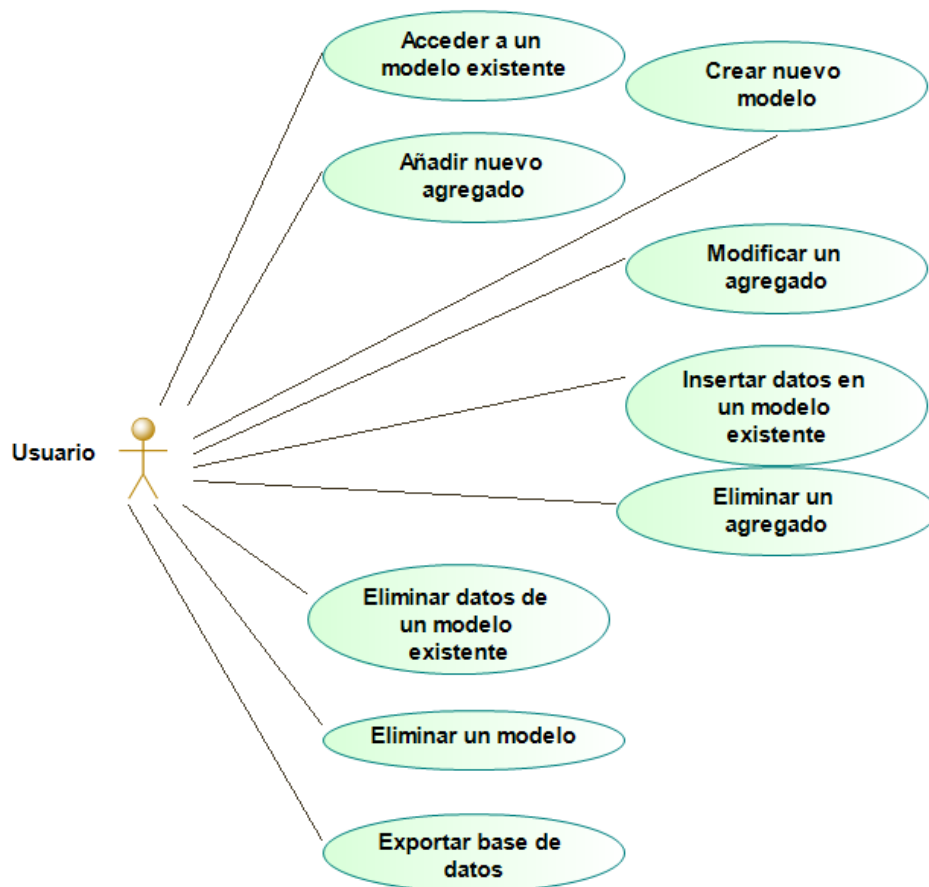 Acceder a un
modelo existente
Crear nuevo
modelo
Añadir nuevo
agregado
Modificar un
agregado
Insertar datos en
un modelo
existente
Usuario
Eliminar un
agregado
Eliminar datos de
un modelo
existente
Eliminar un modelo
Exportar base de
datos